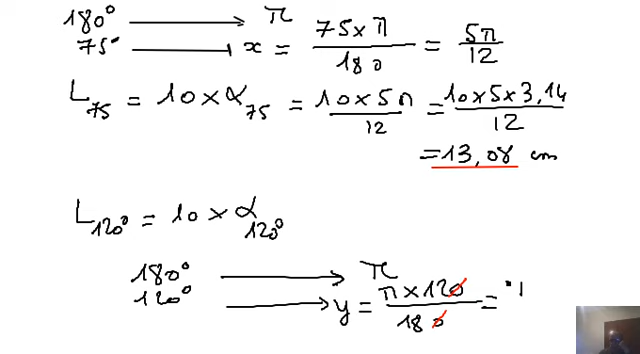 180° → π
75° → x = 75×π / 180 = 5π / 12
L75 = 10 × α75 = 10×5π / 12 = 10×5×3,14 / 12
= 13,08 cm
L120° = 10 × α120°
180° → π
120° → y = π×120 / 180 =